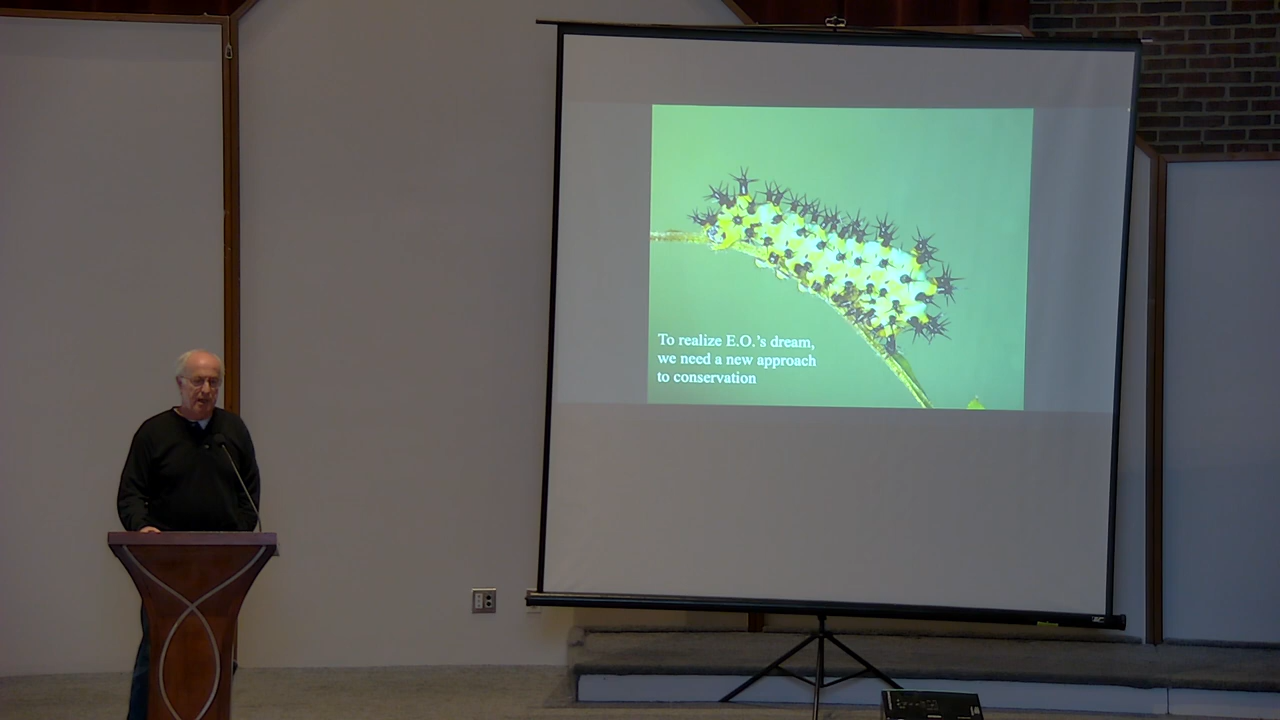 To realize E.O.'s dream,
we need a new approach
to conservation